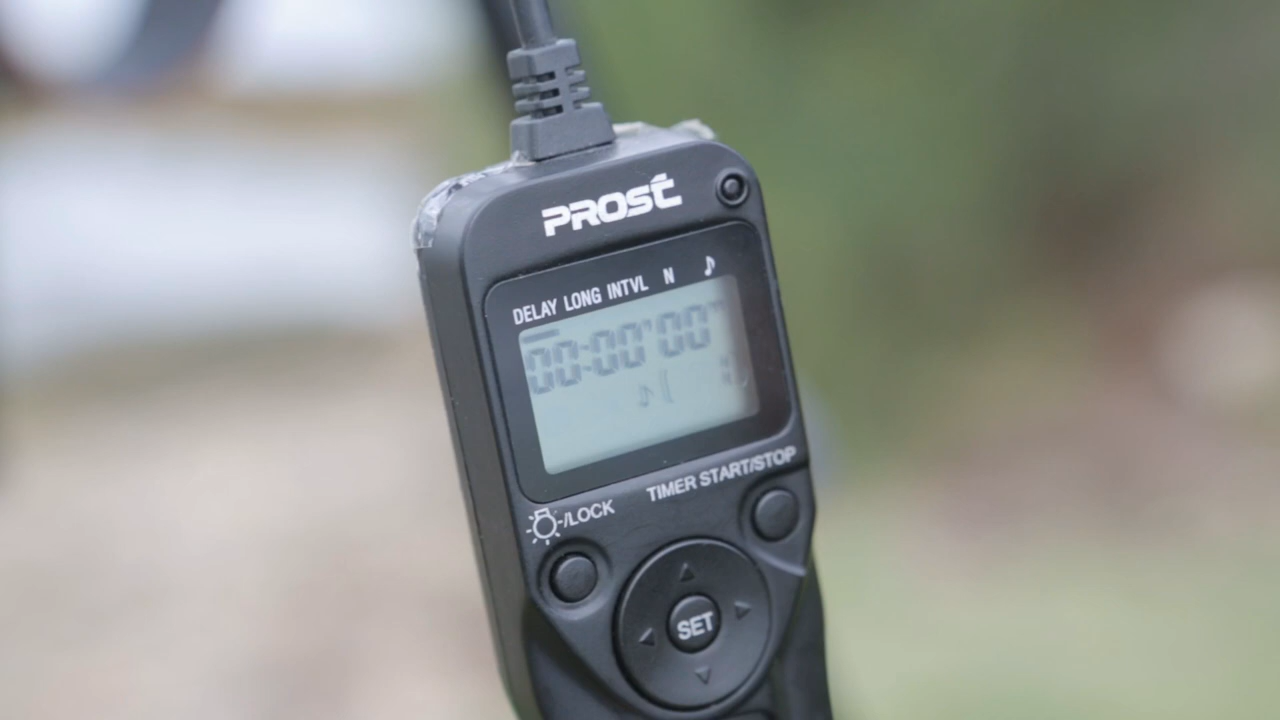 PROST
DELAY LONG INTVL N ♪
00:00'00"
♪
/LOCK
TIMER START/STOP
SET